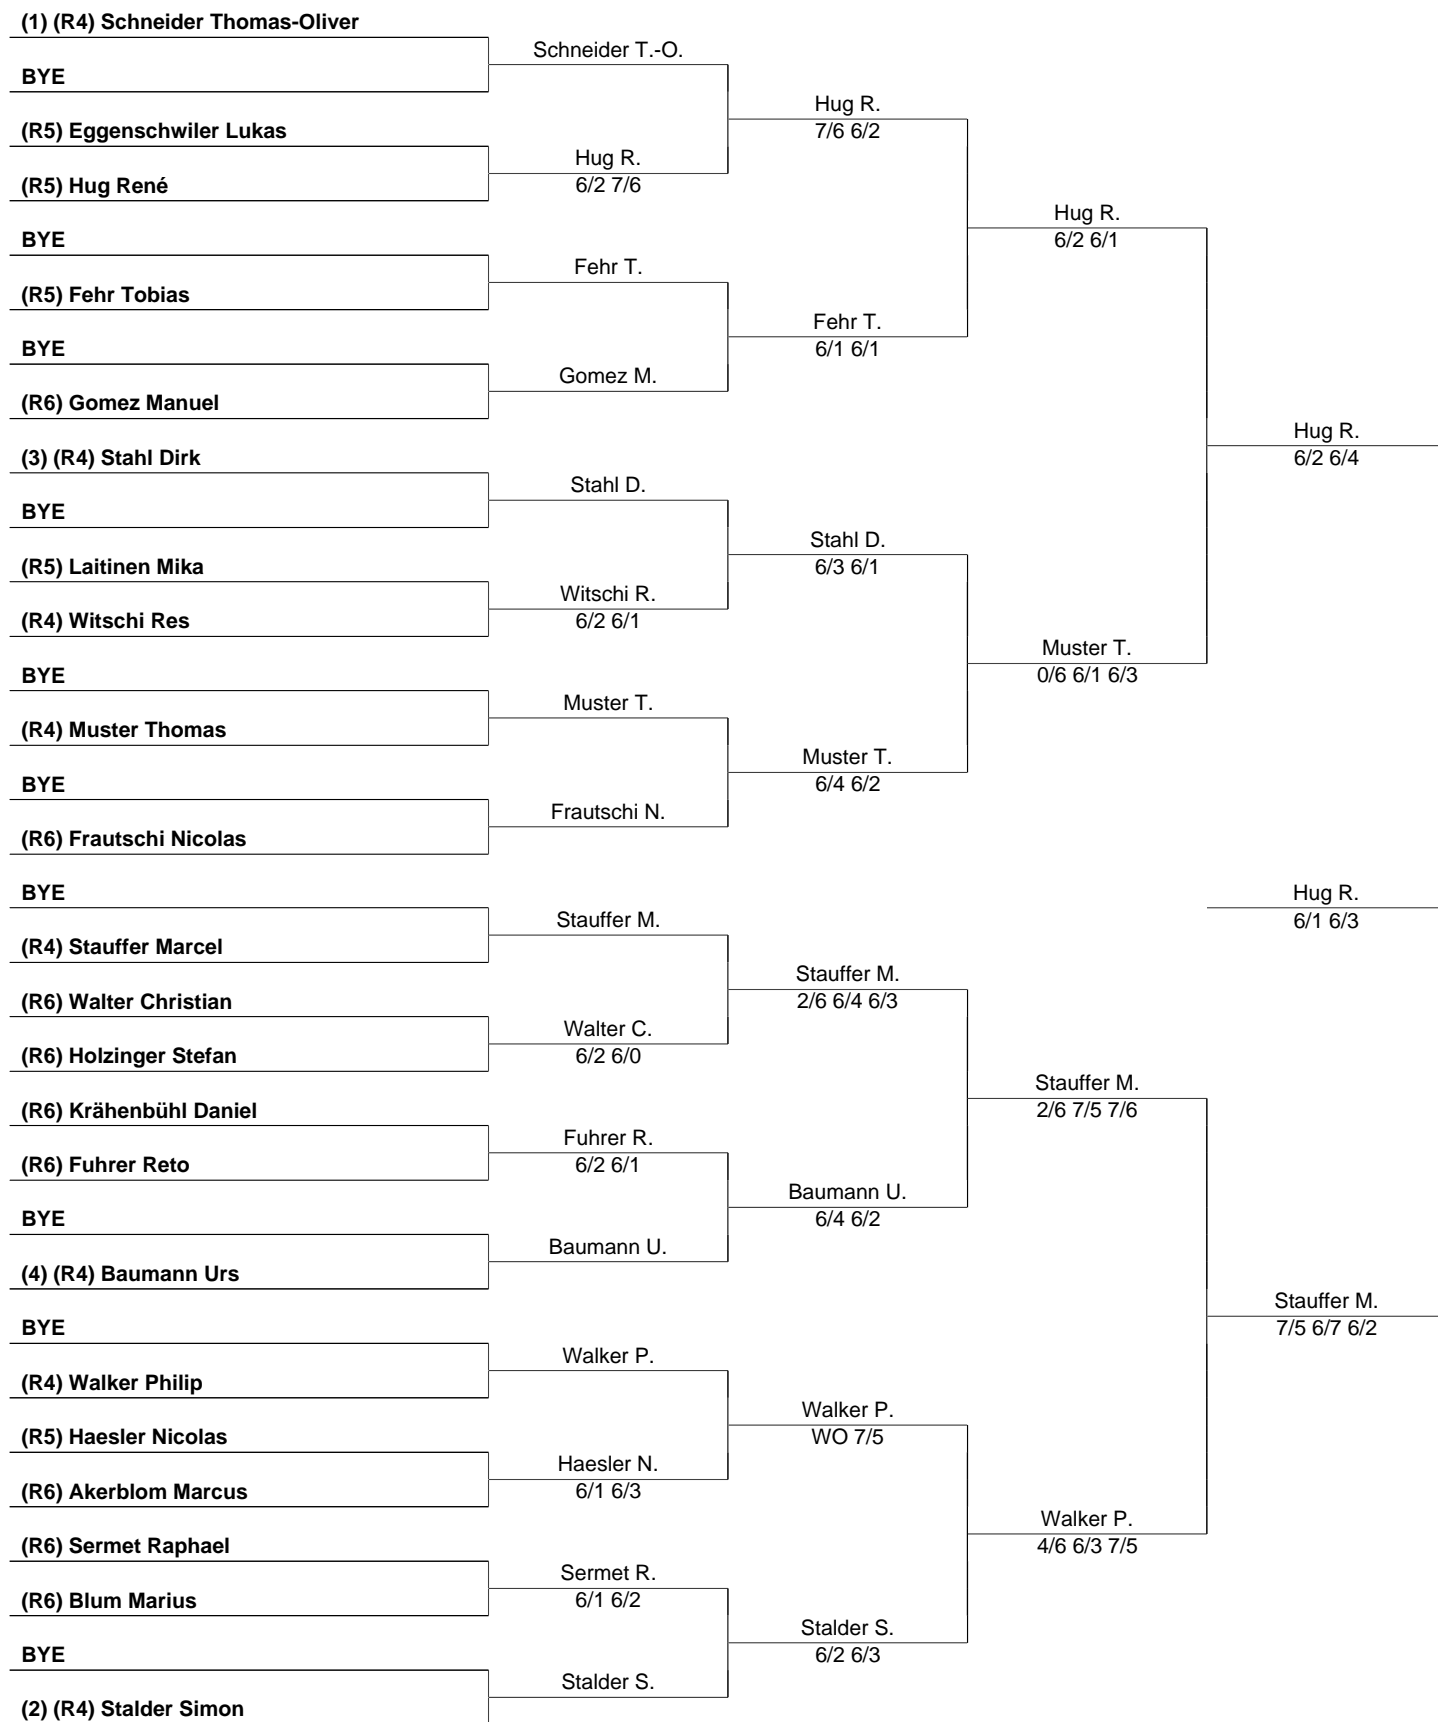 (1) (R4) Schneider Thomas-Oliver
BYE
(R5) Eggenschwiler Lukas
(R5) Hug René
BYE
(R5) Fehr Tobias
BYE
(R6) Gomez Manuel
(3) (R4) Stahl Dirk
BYE
(R5) Laitinen Mika
(R4) Witschi Res
BYE
(R4) Muster Thomas
BYE
(R6) Frautschi Nicolas
BYE
(R4) Stauffer Marcel
(R6) Walter Christian
(R6) Holzinger Stefan
(R6) Krähenbühl Daniel
(R6) Fuhrer Reto
BYE
(4) (R4) Baumann Urs
BYE
(R4) Walker Philip
(R5) Haesler Nicolas
(R6) Akerblom Marcus
(R6) Sermet Raphael
(R6) Blum Marius
BYE
(2) (R4) Stalder Simon
Schneider T.-O.
Hug R.
6/2 7/6
Fehr T.
Gomez M.
Stahl D.
Witschi R.
6/2 6/1
Muster T.
Frautschi N.
Stauffer M.
Walter C.
6/2 6/0
Fuhrer R.
6/2 6/1
Baumann U.
Walker P.
Haesler N.
6/1 6/3
Sermet R.
6/1 6/2
Stalder S.
Hug R.
7/6 6/2
Fehr T.
6/1 6/1
Stahl D.
6/3 6/1
Muster T.
6/4 6/2
Stauffer M.
2/6 6/4 6/3
Baumann U.
6/4 6/2
Walker P.
WO 7/5
Stalder S.
6/2 6/3
Hug R.
6/2 6/1
Muster T.
0/6 6/1 6/3
Stauffer M.
2/6 7/5 7/6
Walker P.
4/6 6/3 7/5
Hug R.
6/2 6/4
Hug R.
6/1 6/3
Stauffer M.
7/5 6/7 6/2